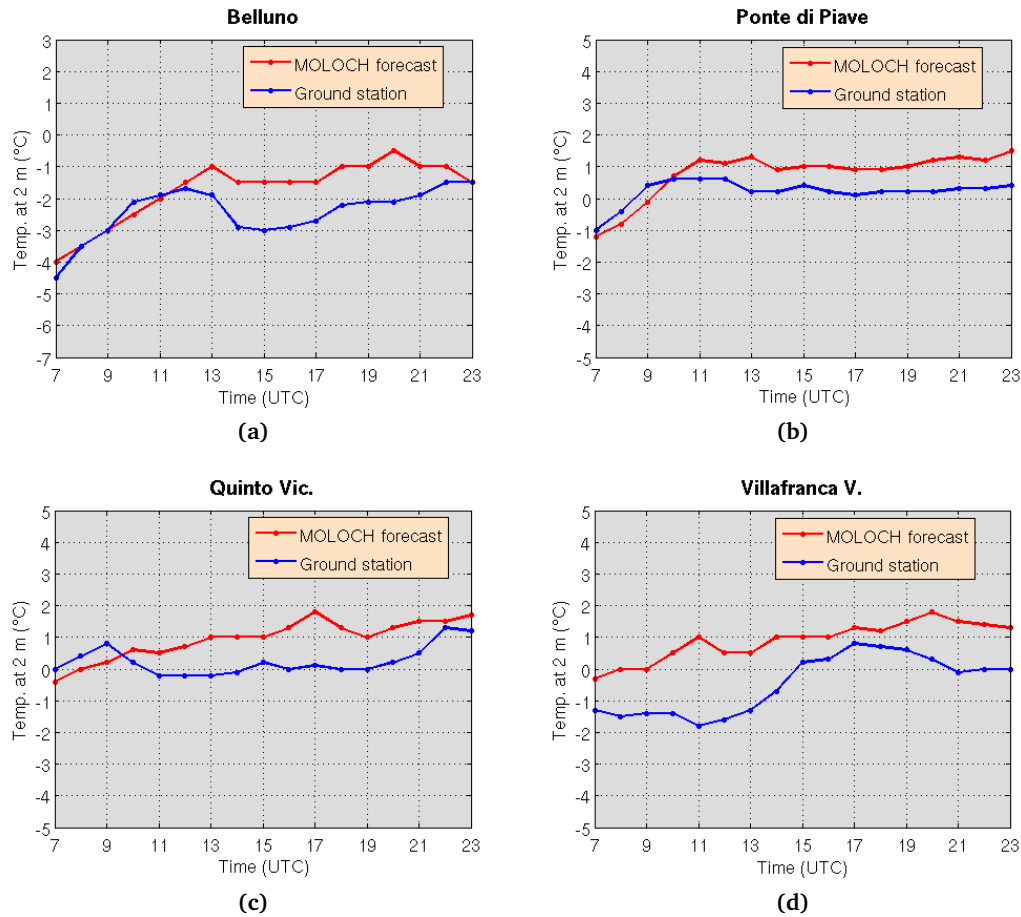 Belluno
3
2
1
0
-1
-2
-3
-4
-5
-6
-7
Temp. at 2 m (°C)
MOLOCH forecast
Ground station
7 9 11 13 15 17 19 21 23
Time (UTC)
(a)
Ponte di Piave
5
4
3
2
1
0
-1
-2
-3
-4
-5
Temp. at 2 m (°C)
MOLOCH forecast
Ground station
7 9 11 13 15 17 19 21 23
Time (UTC)
(b)
Quinto Vic.
5
4
3
2
1
0
-1
-2
-3
-4
-5
Temp. at 2 m (°C)
MOLOCH forecast
Ground station
7 9 11 13 15 17 19 21 23
Time (UTC)
(c)
Villafranca V.
5
4
3
2
1
0
-1
-2
-3
-4
-5
Temp. at 2 m (°C)
MOLOCH forecast
Ground station
7 9 11 13 15 17 19 21 23
Time (UTC)
(d)